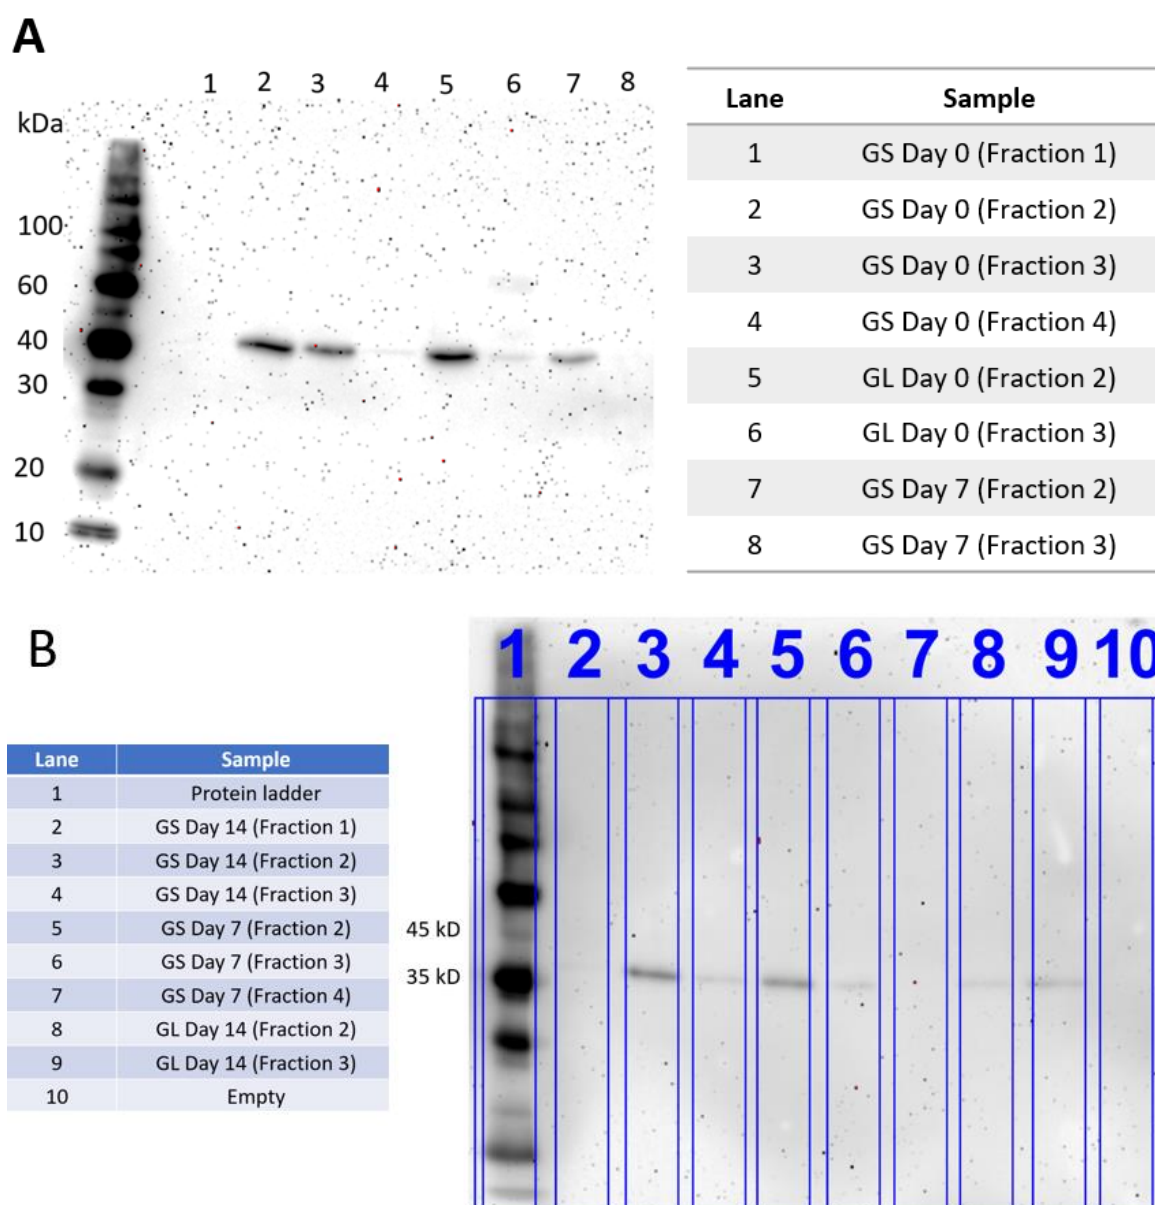 A
1 2 3 4 5 6 7 8
kDa
100
60
40
30
20
10
Lane Sample
1 GS Day 0 (Fraction 1)
2 GS Day 0 (Fraction 2)
3 GS Day 0 (Fraction 3)
4 GS Day 0 (Fraction 4)
5 GL Day 0 (Fraction 2)
6 GL Day 0 (Fraction 3)
7 GS Day 7 (Fraction 2)
8 GS Day 7 (Fraction 3)
B
Lane Sample
1 Protein ladder
2 GS Day 14 (Fraction 1)
3 GS Day 14 (Fraction 2)
4 GS Day 14 (Fraction 3)
5 GS Day 7 (Fraction 2)
6 GS Day 7 (Fraction 3)
7 GS Day 7 (Fraction 4)
8 GL Day 14 (Fraction 2)
9 GL Day 14 (Fraction 3)
10 Empty
1 2 3 4 5 6 7 8 9 10
45 kD
35 kD